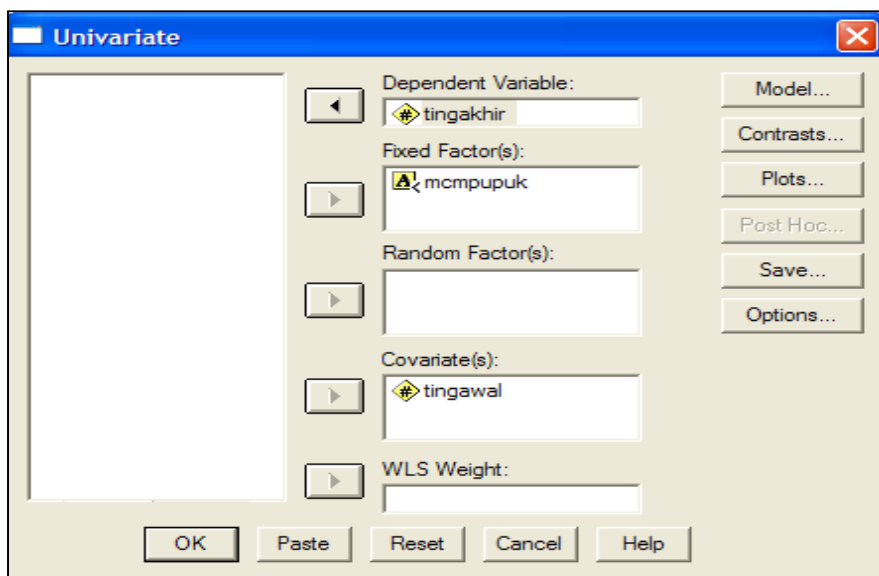 Univariate
Dependent Variable:
tingakhir
Fixed Factor(s):
mcmpupuk
Random Factor(s):
Covariate(s):
tingawal
WLS Weight:
Model...
Contrasts...
Plots...
Post Hoc...
Save...
Options...
OK
Paste
Reset
Cancel
Help